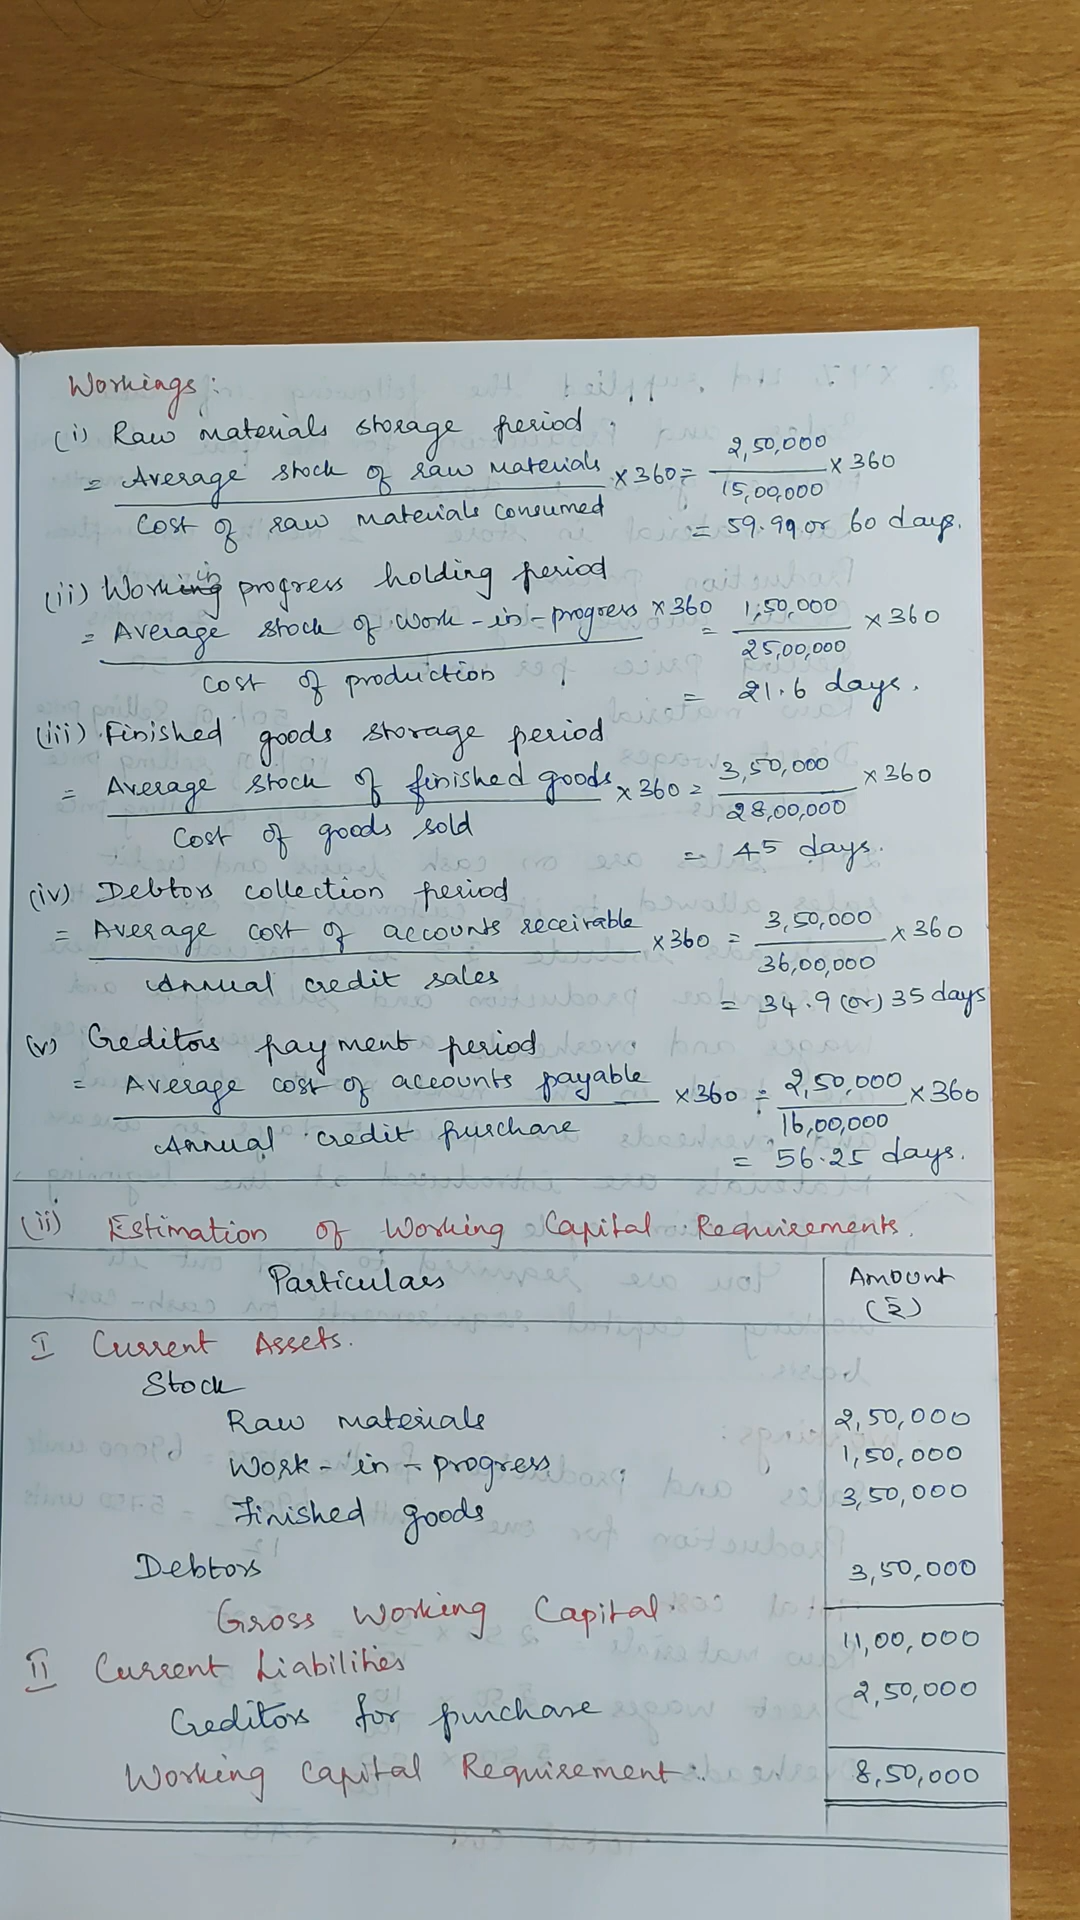 Workings:
(i) Raw materials storage period.
= Average stock of raw materials / Cost of raw materials consumed × 360 = 2,50,000 / 15,00,000 × 360
= 59.99 or 60 days.
(ii) Work in progress holding period
= Average stock of work-in-progress / Cost of production × 360 = 1,50,000 / 25,00,000 × 360
= 21.6 days.
(iii) Finished goods storage period
= Average stock of finished goods / Cost of goods sold × 360 = 3,50,000 / 28,00,000 × 360
= 45 days.
(iv) Debtors collection period
= Average cost of accounts receivable / Annual credit sales × 360 = 3,50,000 / 36,00,000 × 360
= 34.9 (or) 35 days
(v) Creditors payment period
= Average cost of accounts payable / Annual credit purchase × 360 = 2,50,000 / 16,00,000 × 360
= 56.25 days.
(ii) Estimation of Working Capital Requirements.
Particulars Amount (₹)
I Current Assets.
Stock
Raw materials 2,50,000
Work-in-progress 1,50,000
Finished goods 3,50,000
Debtors 3,50,000
Gross Working Capital. 11,00,000
II Current Liabilities
Creditors for purchase 2,50,000
Working Capital Requirement. 8,50,000